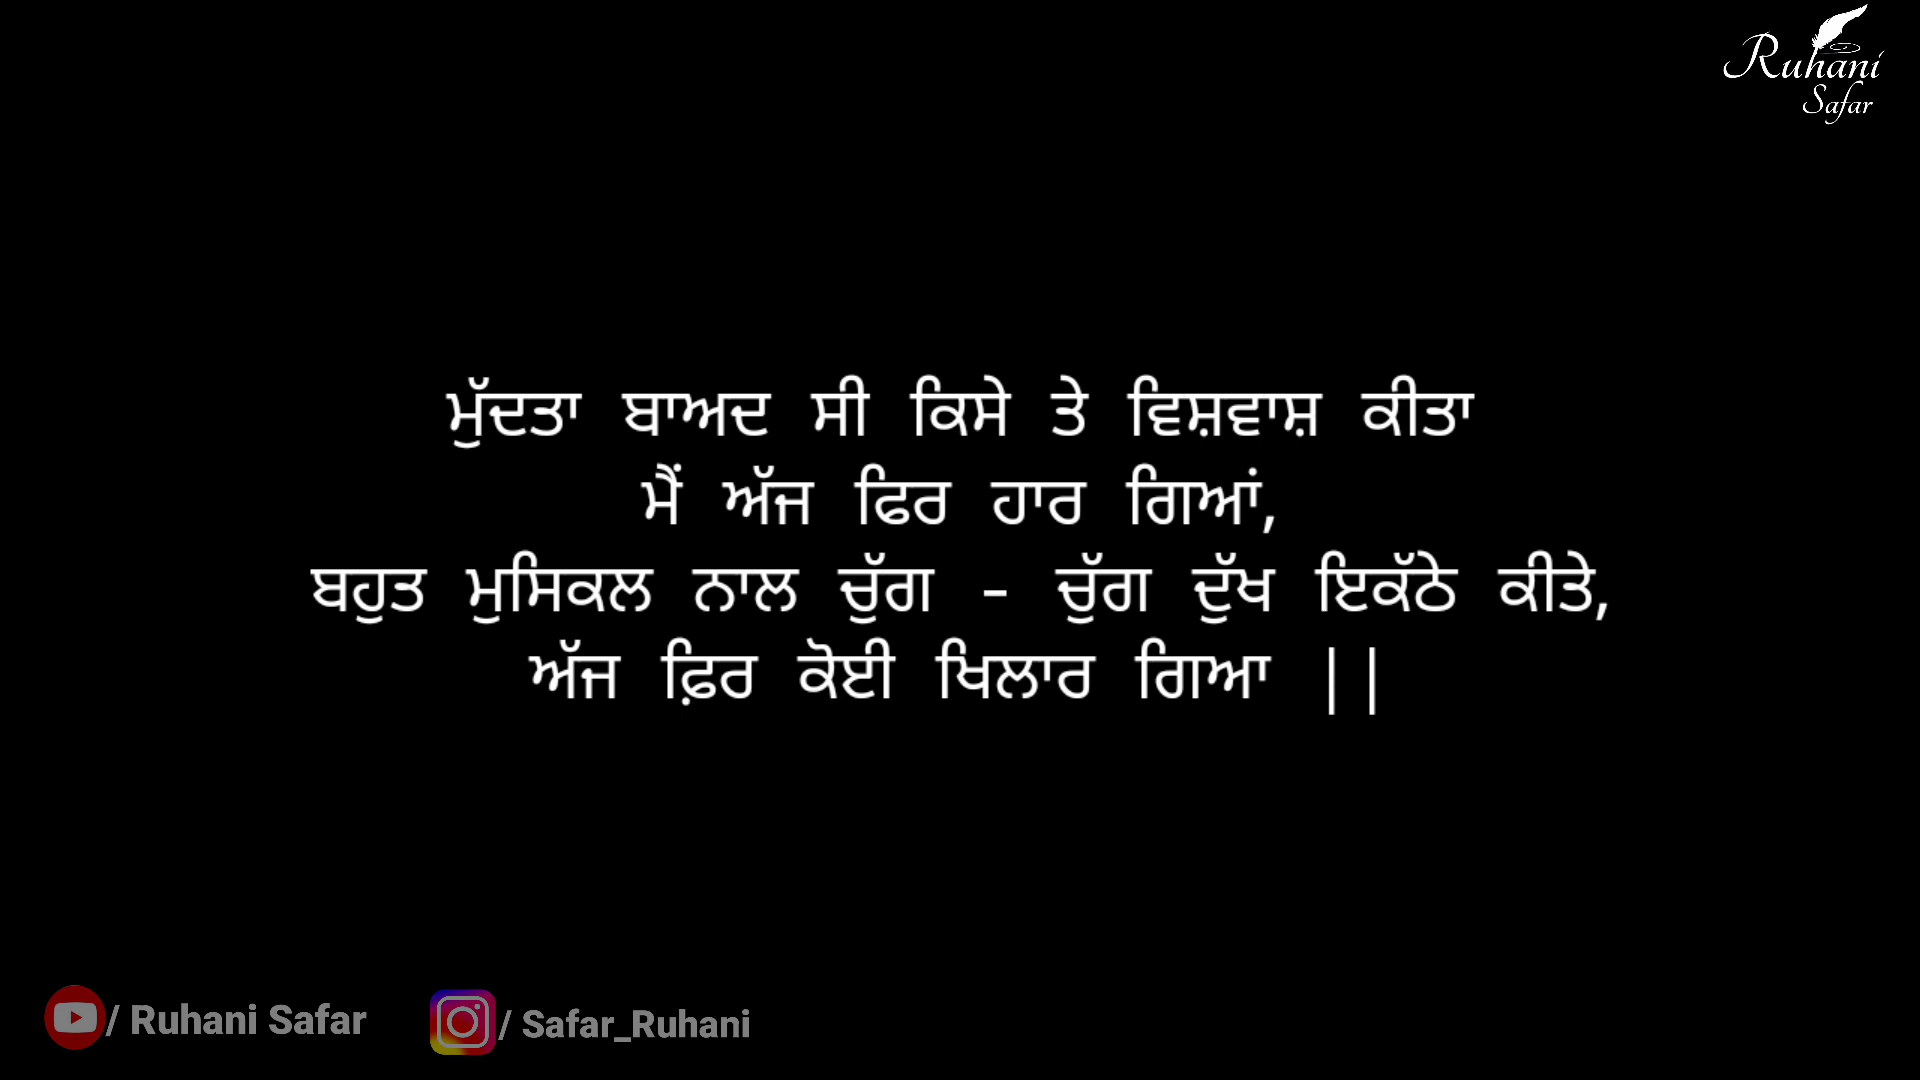 Ruhani
Safar
ਮੁੱਦਤਾ ਬਾਅਦ ਸੀ ਕਿਸੇ ਤੇ ਵਿਸ਼ਵਾਸ਼ ਕੀਤਾ
ਮੈਂ ਅੱਜ ਫਿਰ ਹਾਰ ਗਿਆਂ,
ਬਹੁਤ ਮੁਸਿਕਲ ਨਾਲ ਚੁੱਗ - ਚੁੱਗ ਦੁੱਖ ਇਕੱਠੇ ਕੀਤੇ,
ਅੱਜ ਫ਼ਿਰ ਕੋਈ ਖਿਲਾਰ ਗਿਆ ||
/ Ruhani Safar
/ Safar_Ruhani